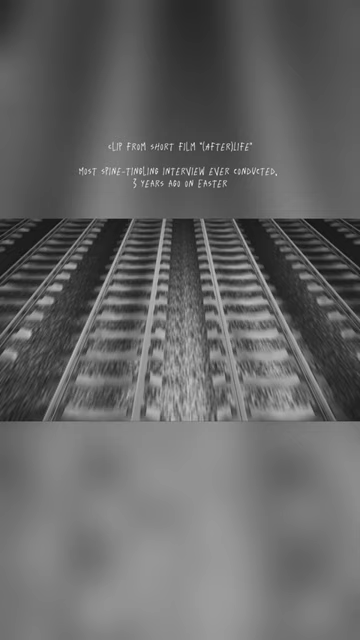 CLIP FROM SHORT FILM "(AFTER)LIFE"
MOST SPINE-TINGLING INTERVIEW EVER CONDUCTED,
3 YEARS AGO ON EASTER